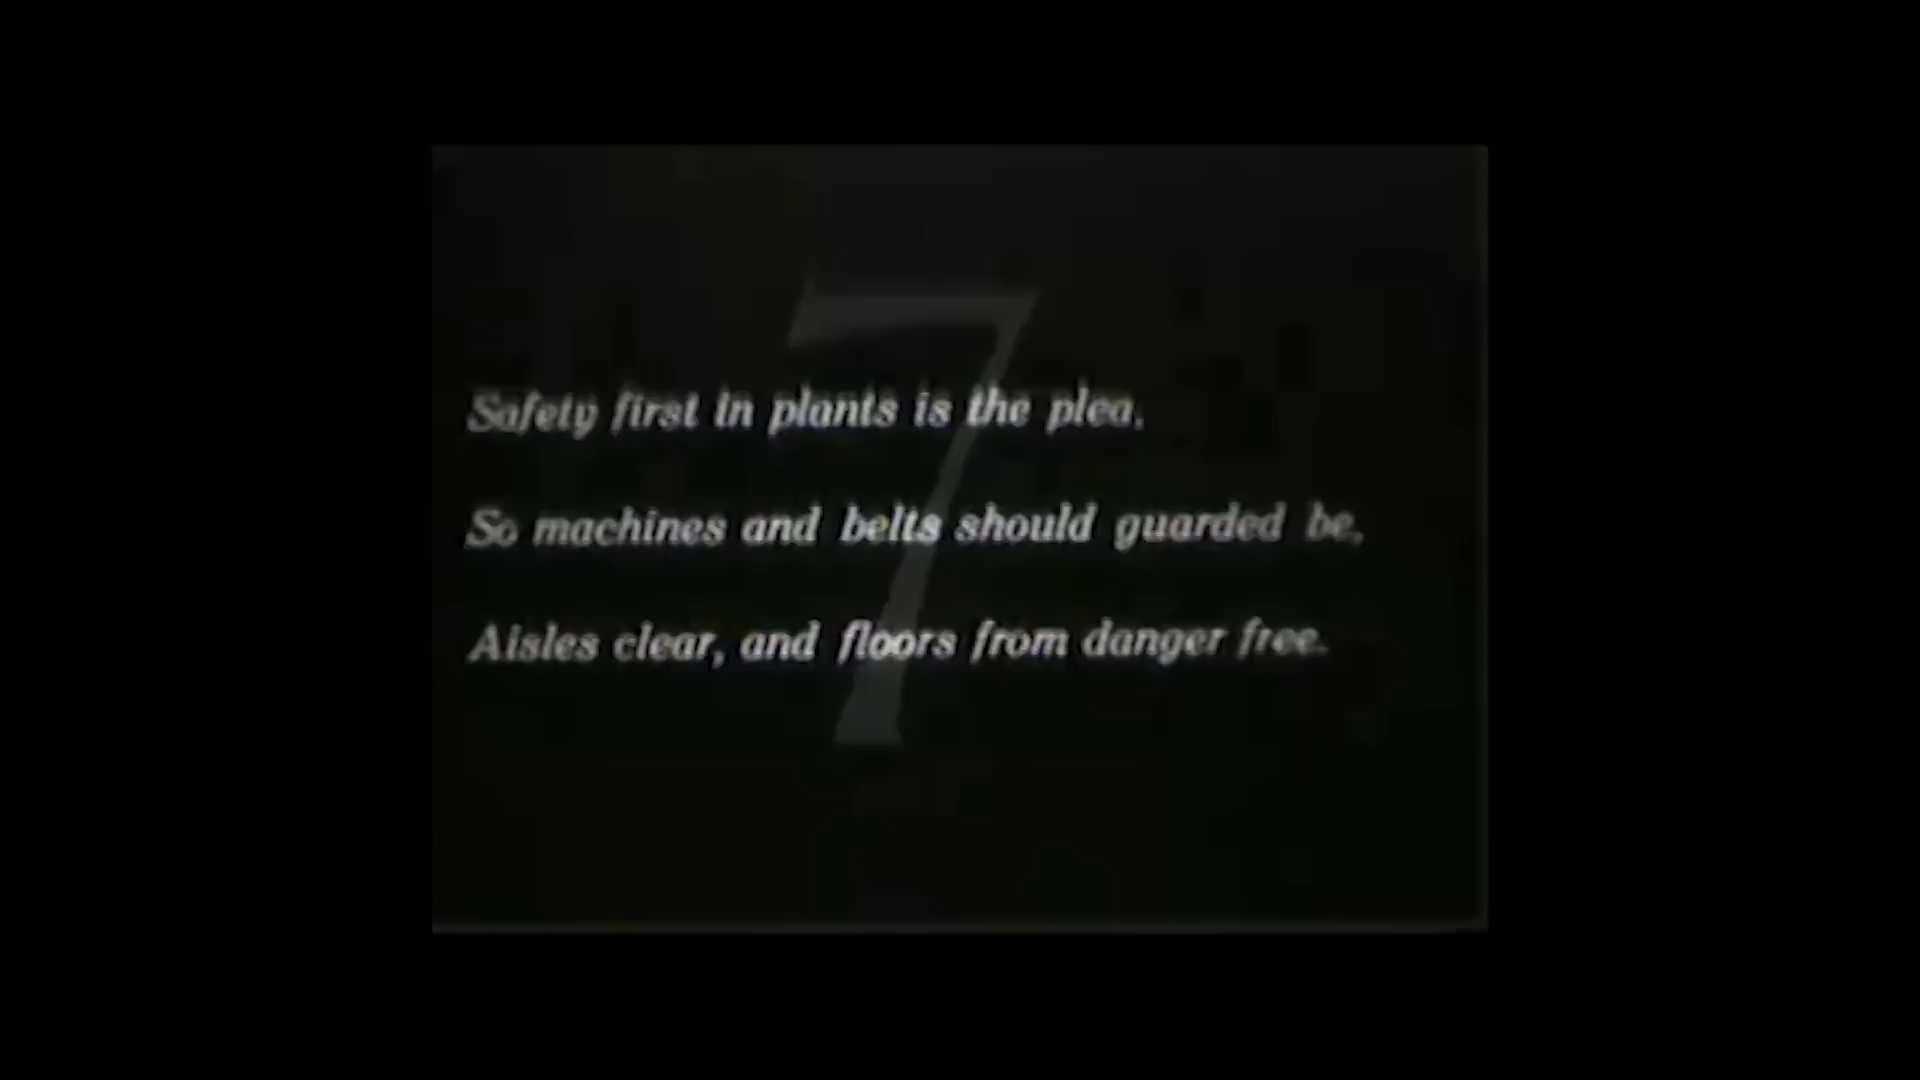 7
Safety first in plants is the plea,
So machines and belts should guarded be,
Aisles clear, and floors from danger free.